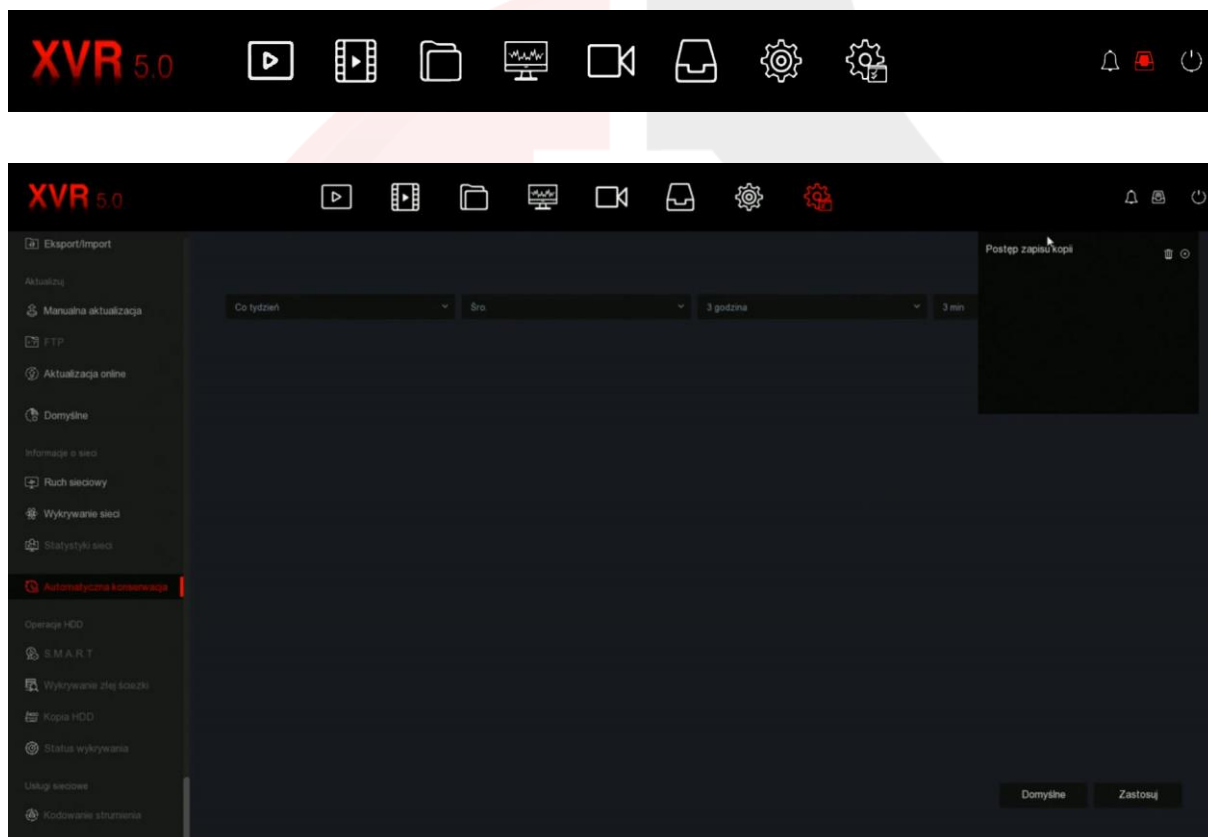 XVR 5.0
XVR 5.0
Eksport/Import
Postęp zapisu kopii
Aktualizuj
Manualna aktualizacja
Co tydzień
Śro.
3 godzina
3 min
FTP
Aktualizacja online
Domyślne
Informacje o sieci
Ruch sieciowy
Wykrywanie sieci
Statystyki sieci
Automatyczna konserwacja
Operacje HDD
S.M.A.R.T
Wykrywanie złej ścieżki
Kopia HDD
Status wykrywania
Usługi sieciowe
Domyślne
Zastosuj
Kodowanie strumienia